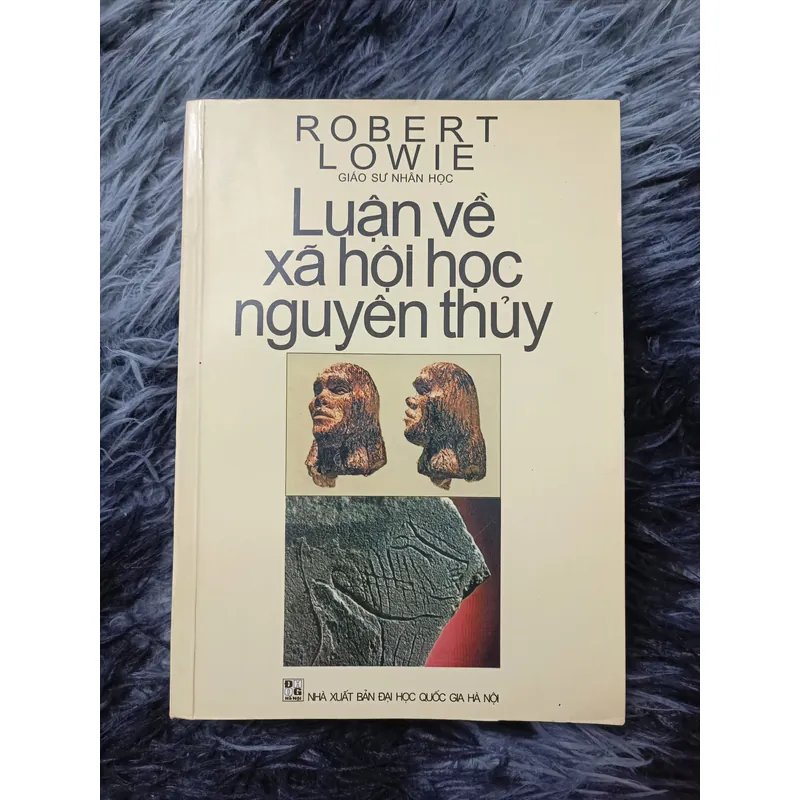 ROBERT
LOWIE
GIÁO SƯ NHÂN HỌC
Luận về
xã hội học
nguyên thủy
NHÀ XUẤT BẢN ĐẠI HỌC QUỐC GIA HÀ NỘI